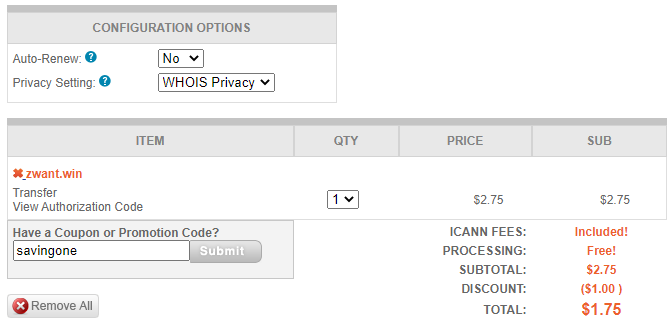 CONFIGURATION OPTIONS
Auto-Renew: ? No
Privacy Setting: ? WHOIS Privacy
ITEM QTY PRICE SUB
zwant.win
Transfer
View Authorization Code 1 $2.75 $2.75
Have a Coupon or Promotion Code?
savingone Submit
ICANN FEES: Included!
PROCESSING: Free!
SUBTOTAL: $2.75
DISCOUNT: ($1.00 )
TOTAL: $1.75
Remove All